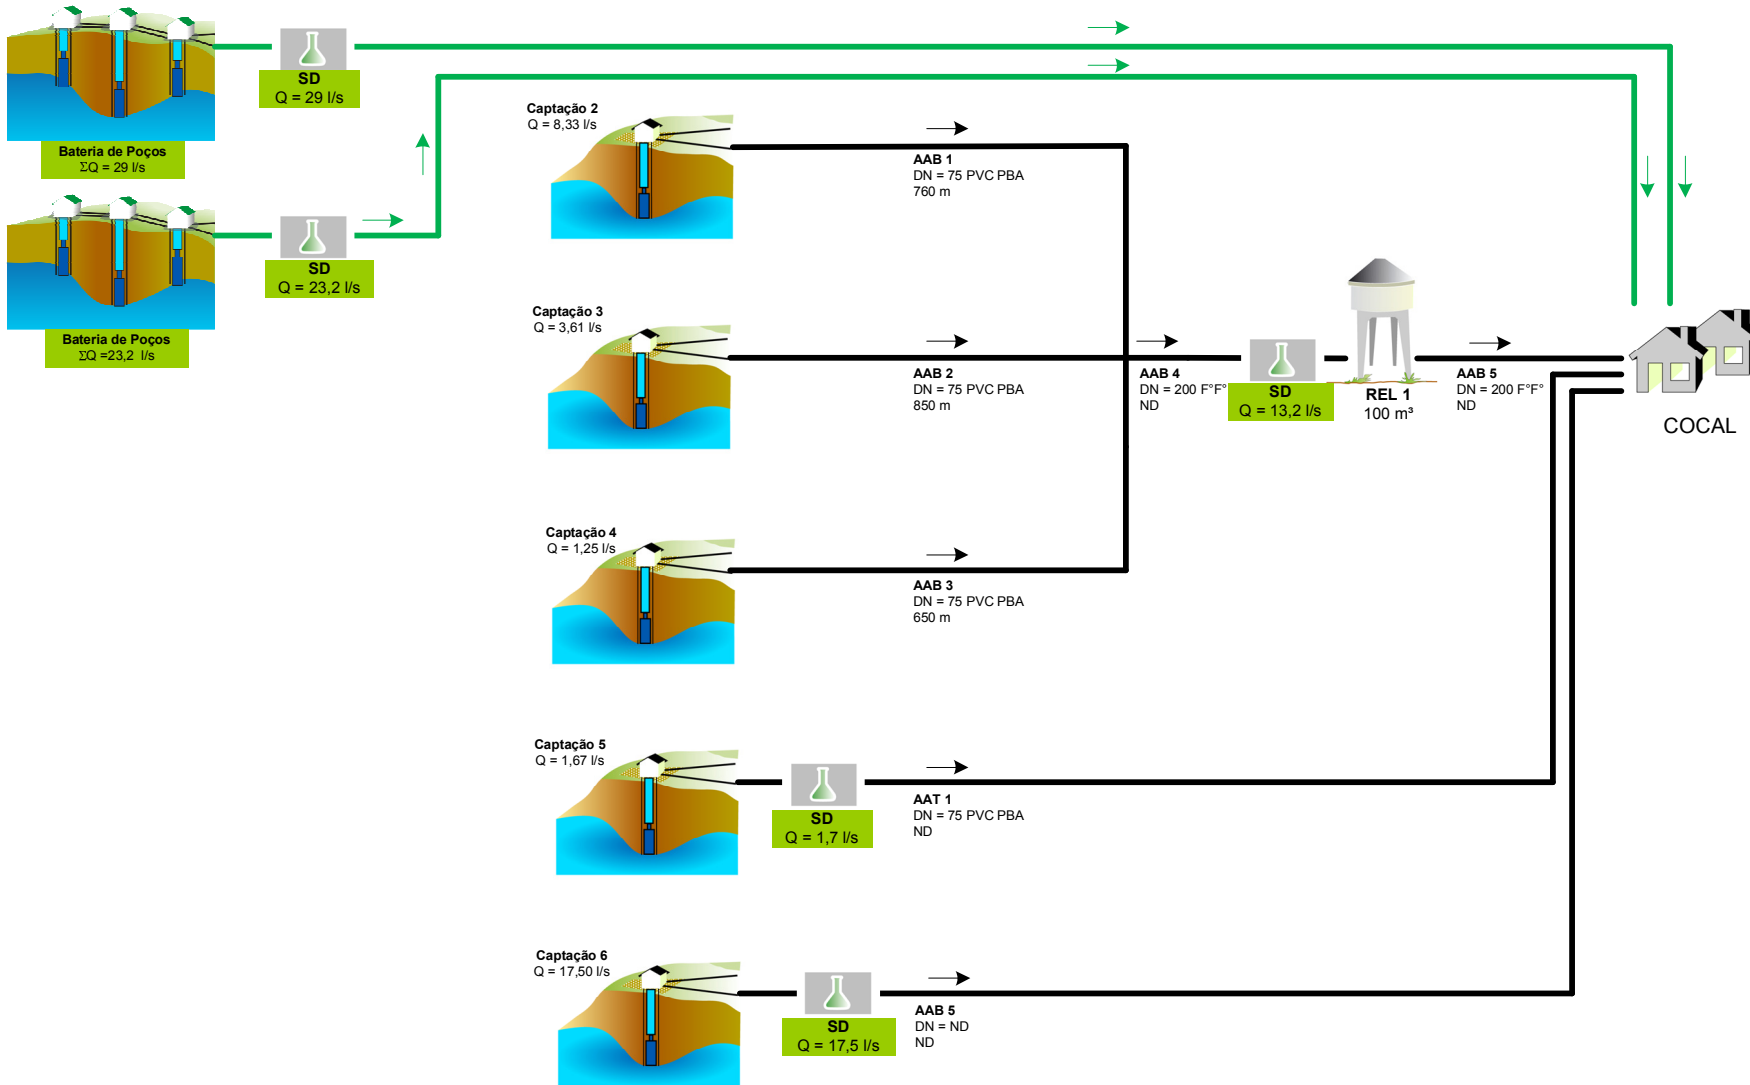 SD
Q = 29 l/s
Bateria de Poços
ΣQ = 29 l/s
SD
Q = 23,2 l/s
Bateria de Poços
ΣQ =23,2 l/s
Captação 2
Q = 8,33 l/s
AAB 1
DN = 75 PVC PBA
760 m
Captação 3
Q = 3,61 l/s
AAB 2
DN = 75 PVC PBA
850 m
AAB 4
DN = 200 F°F°
ND
SD
Q = 13,2 l/s
REL 1
100 m³
AAB 5
DN = 200 F°F°
ND
COCAL
Captação 4
Q = 1,25 l/s
AAB 3
DN = 75 PVC PBA
650 m
Captação 5
Q = 1,67 l/s
SD
Q = 1,7 l/s
AAT 1
DN = 75 PVC PBA
ND
Captação 6
Q = 17,50 l/s
SD
Q = 17,5 l/s
AAB 5
DN = ND
ND